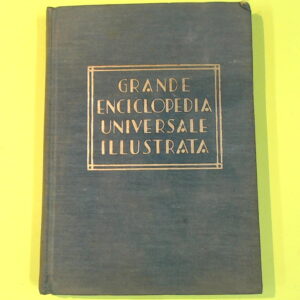 GRANDE
ENCICLOPEDIA
UNIVERSALE
ILLUSTRATA